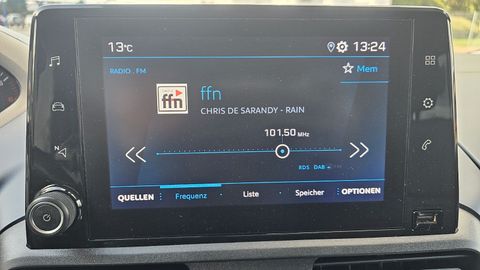 13°C
13:24
RADIO . FM
Mem
ffn
ffn
CHRIS DE SARANDY - RAIN
101.50 MHz
RDS DAB
QUELLEN
Frequenz
Liste
Speicher
OPTIONEN
N